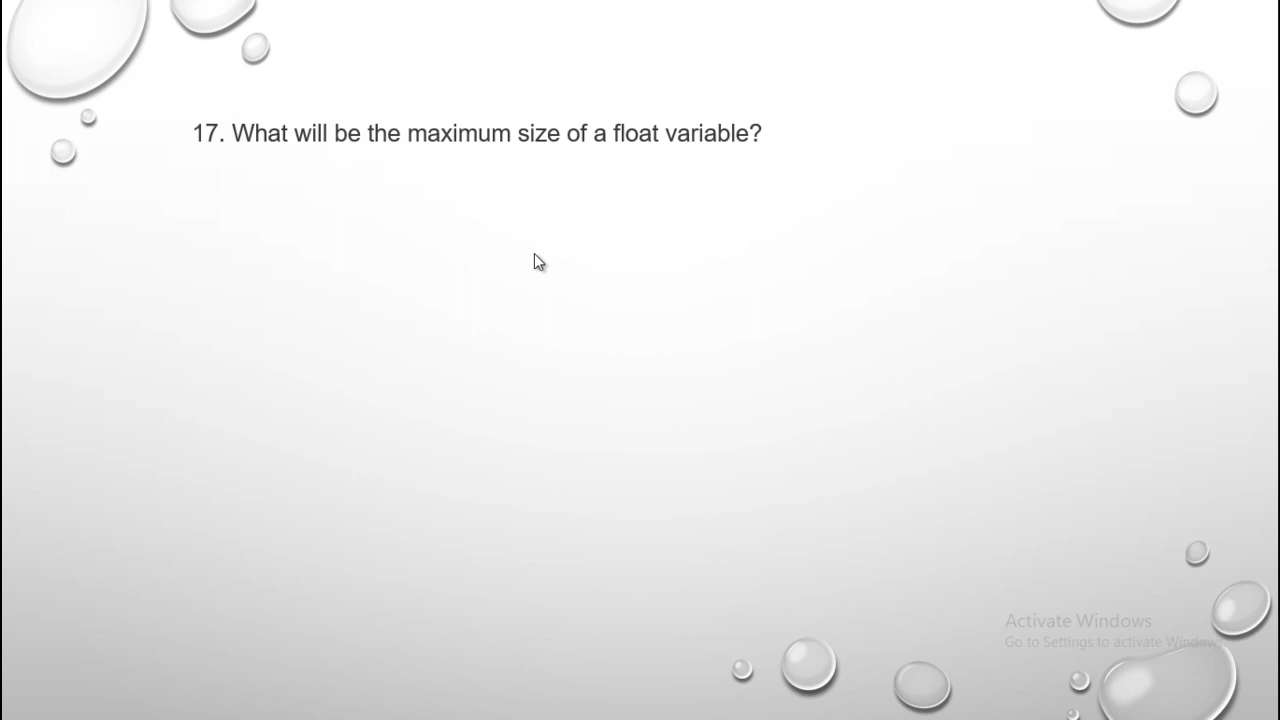 17. What will be the maximum size of a float variable?
Activate Windows
Go to Settings to activate Windows.